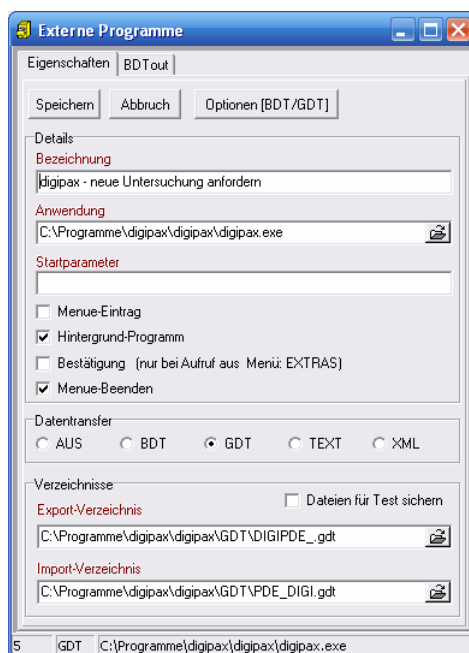 Externe Programme
Eigenschaften BDTout
Speichern Abbruch Optionen [BDT/GDT]
Details
Bezeichnung
digipax - neue Untersuchung anfordern
Anwendung
C:\Programme\digipax\digipax\digipax.exe
Startparameter
Menue-Eintrag
Hintergrund-Programm
Bestätigung (nur bei Aufruf aus Menü: EXTRAS)
Menue-Beenden
Datentransfer
AUS BDT GDT TEXT XML
Verzeichnisse
Dateien für Test sichern
Export-Verzeichnis
C:\Programme\digipax\digipax\GDT\DIGIPDE_.gdt
Import-Verzeichnis
C:\Programme\digipax\digipax\GDT\PDE_DIGI.gdt
5 GDT C:\Programme\digipax\digipax\digipax.exe